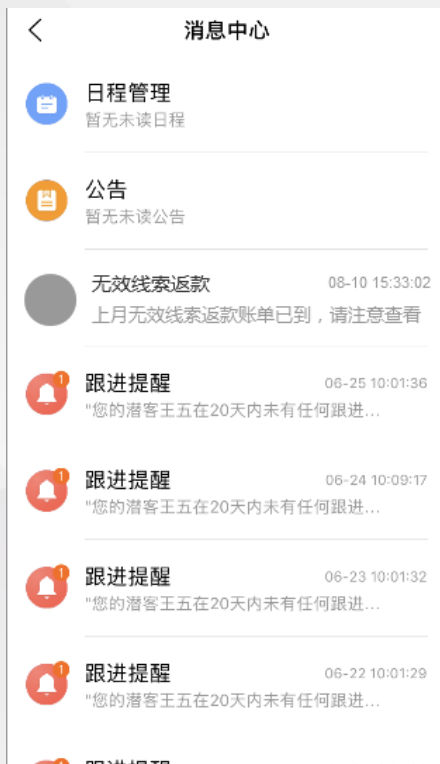 消息中心
日程管理
暂无未读日程
公告
暂无未读公告
无效线索返款 08-10 15:33:02
上月无效线索返款账单已到，请注意查看
跟进提醒 06-25 10:01:36
1
"您的潜客王五在20天内未有任何跟进...
跟进提醒 06-24 10:09:17
1
"您的潜客王五在20天内未有任何跟进...
跟进提醒 06-23 10:01:32
1
"您的潜客王五在20天内未有任何跟进...
跟进提醒 06-22 10:01:29
1
"您的潜客王五在20天内未有任何跟进...